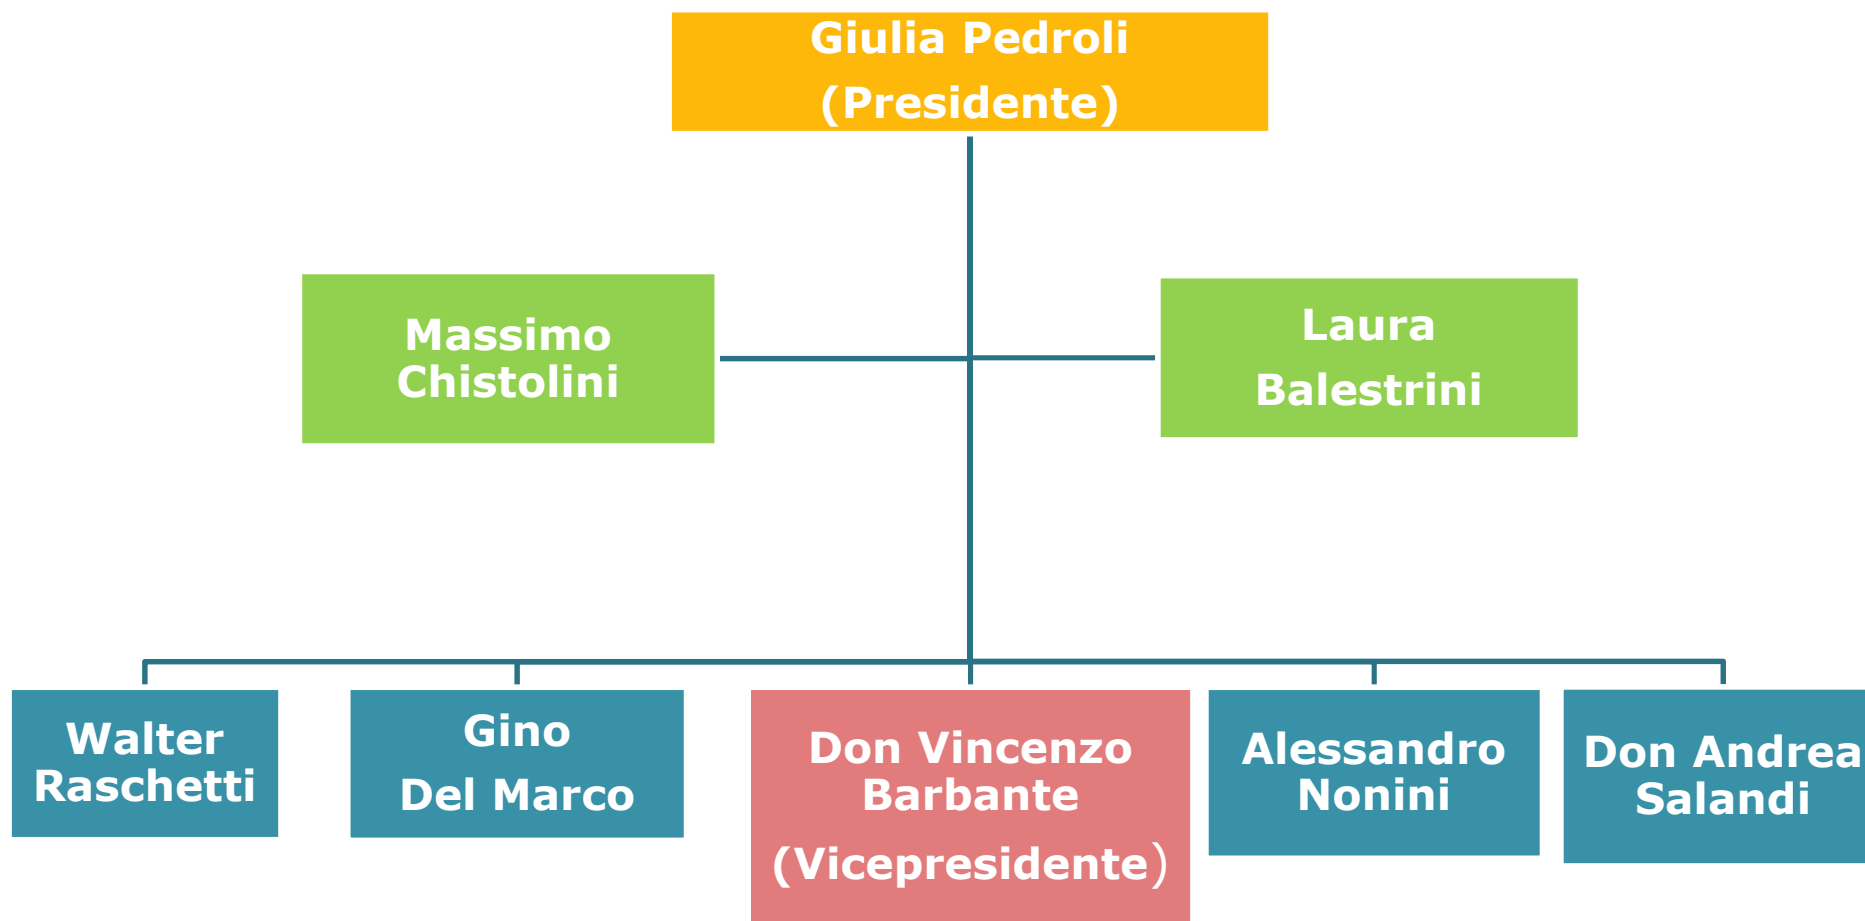 Giulia Pedroli
(Presidente)
Massimo
Chistolini
Laura
Balestrini
Walter
Raschetti
Gino
Del Marco
Don Vincenzo
Barbante
(Vicepresidente)
Alessandro
Nonini
Don Andrea
Salandi